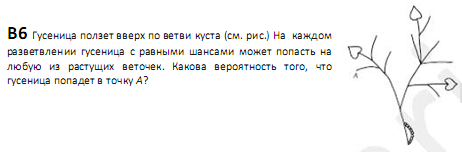 В6 Гусеница ползет вверх по ветви куста (см. рис.) На каждом
разветвлении гусеница с равными шансами может попасть на
любую из растущих веточек. Какова вероятность того, что
гусеница попадет в точку А?
А